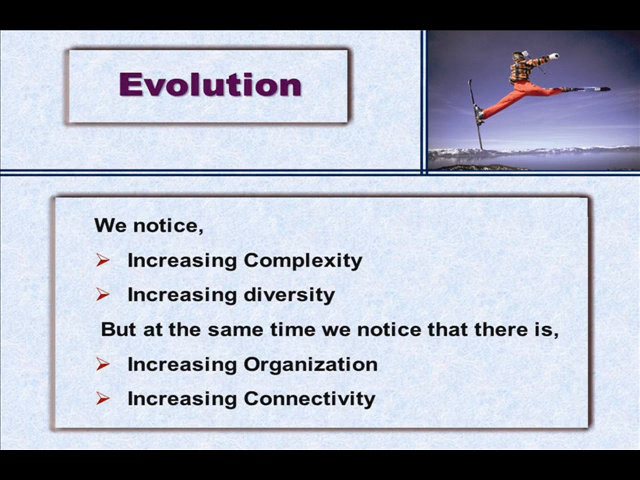 Evolution
We notice,
Increasing Complexity
Increasing diversity
But at the same time we notice that there is,
Increasing Organization
Increasing Connectivity